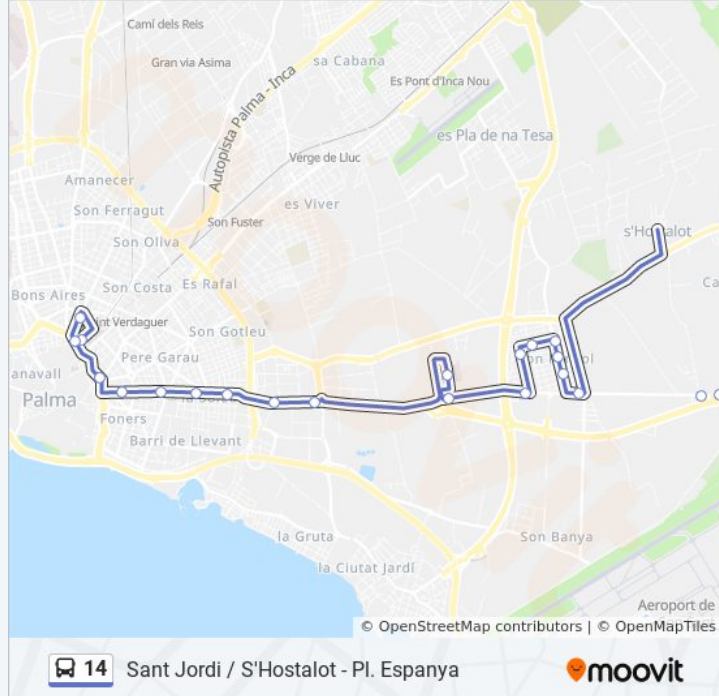 Camí dels Reis
Gran via Asima
sa Cabana
Es Pont d'Inca Nou
Autopista Palma - Inca
es Pla de na Tesa
Verge de Lluc
Amanecer
es Viver
Son Ferragut
Son Fuster
s'Hostalot
Son Oliva
Son Costa
Es Rafal
Bons Aires
int Verdaguer
Son Gotleu
Pere Garau
anavall
Palma
Foners
Barri de Llevant
la Gruta
Son Banya
la Ciutat Jardí
Aeroport de
© OpenStreetMap contributors | © OpenMapTiles
14 Sant Jordi / S'Hostalot - Pl. Espanya
moovit